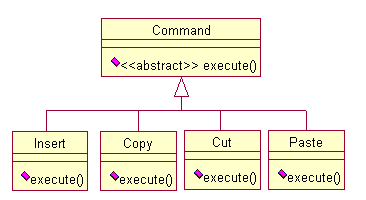 Command
<<abstract>> execute()
Insert
execute()
Copy
execute()
Cut
execute()
Paste
execute()